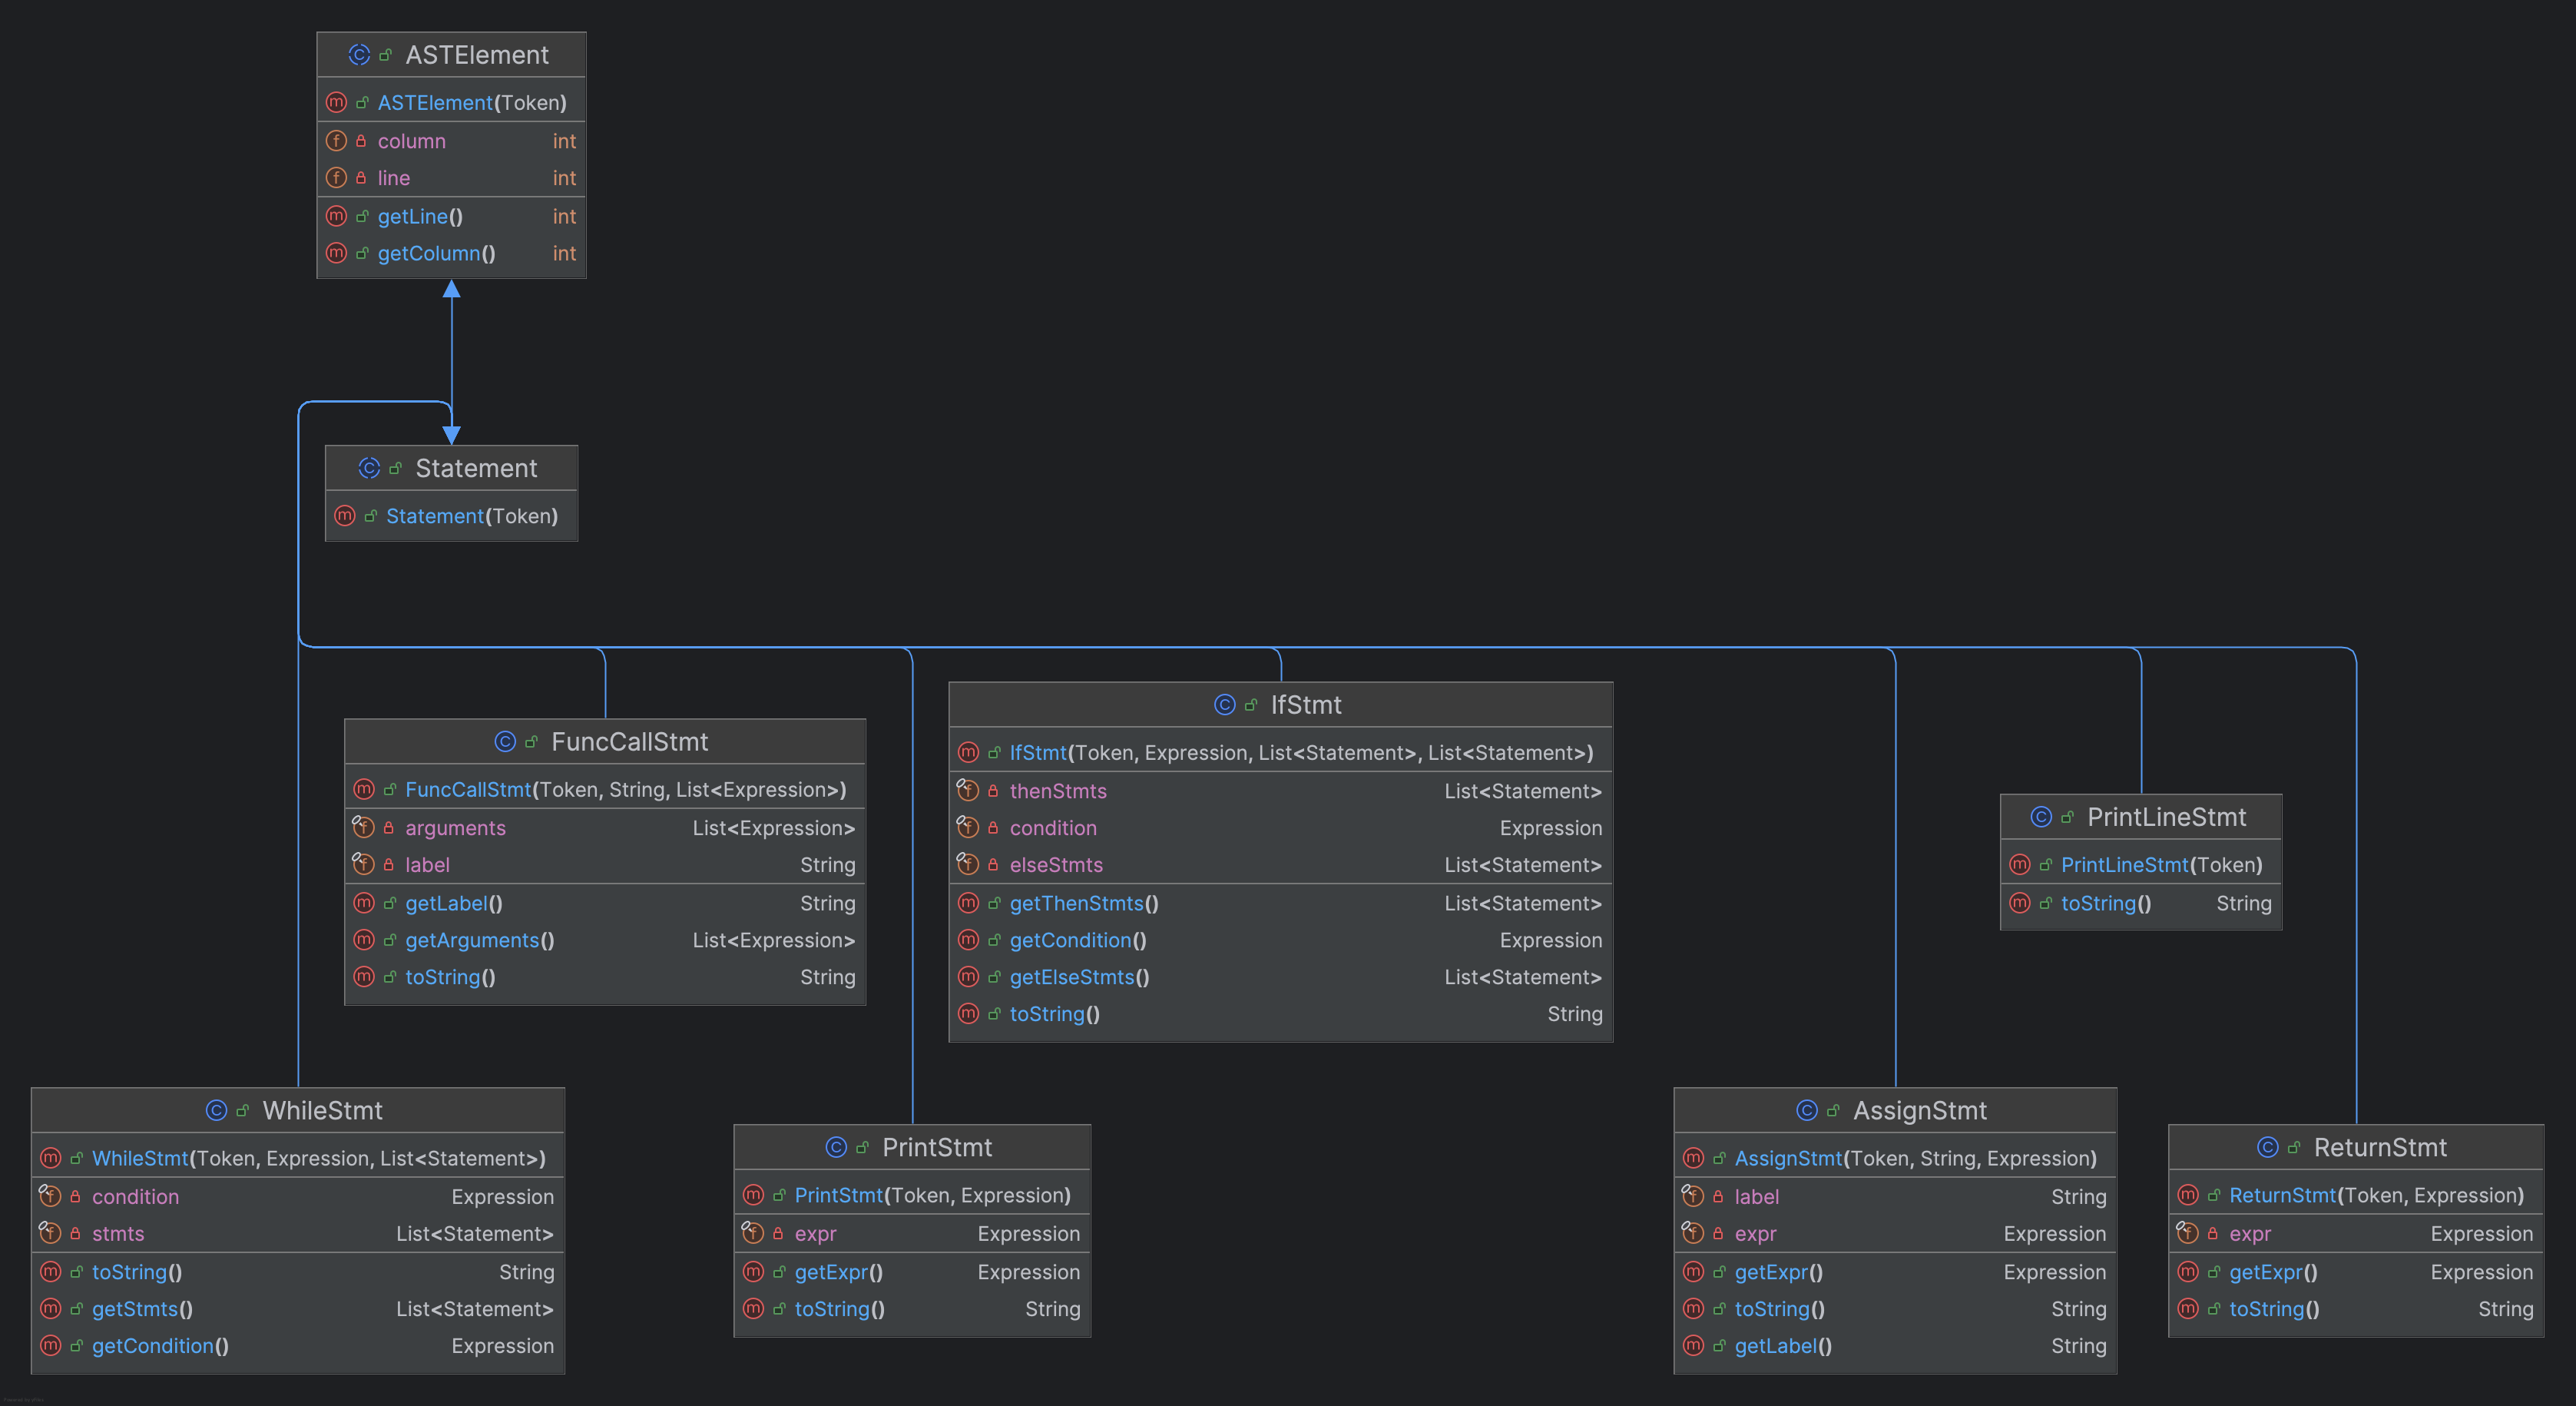 ASTElement
ASTElement(Token)
column int
line int
getLine() int
getColumn() int
Statement
Statement(Token)
FuncCallStmt
FuncCallStmt(Token, String, List<Expression>)
arguments List<Expression>
label String
getLabel() String
getArguments() List<Expression>
toString() String
IfStmt
IfStmt(Token, Expression, List<Statement>, List<Statement>)
thenStmts List<Statement>
condition Expression
elseStmts List<Statement>
getThenStmts() List<Statement>
getCondition() Expression
getElseStmts() List<Statement>
toString() String
PrintLineStmt
PrintLineStmt(Token)
toString() String
WhileStmt
WhileStmt(Token, Expression, List<Statement>)
condition Expression
stmts List<Statement>
toString() String
getStmts() List<Statement>
getCondition() Expression
PrintStmt
PrintStmt(Token, Expression)
expr Expression
getExpr() Expression
toString() String
AssignStmt
AssignStmt(Token, String, Expression)
label String
expr Expression
getExpr() Expression
toString() String
getLabel() String
ReturnStmt
ReturnStmt(Token, Expression)
expr Expression
getExpr() Expression
toString() String